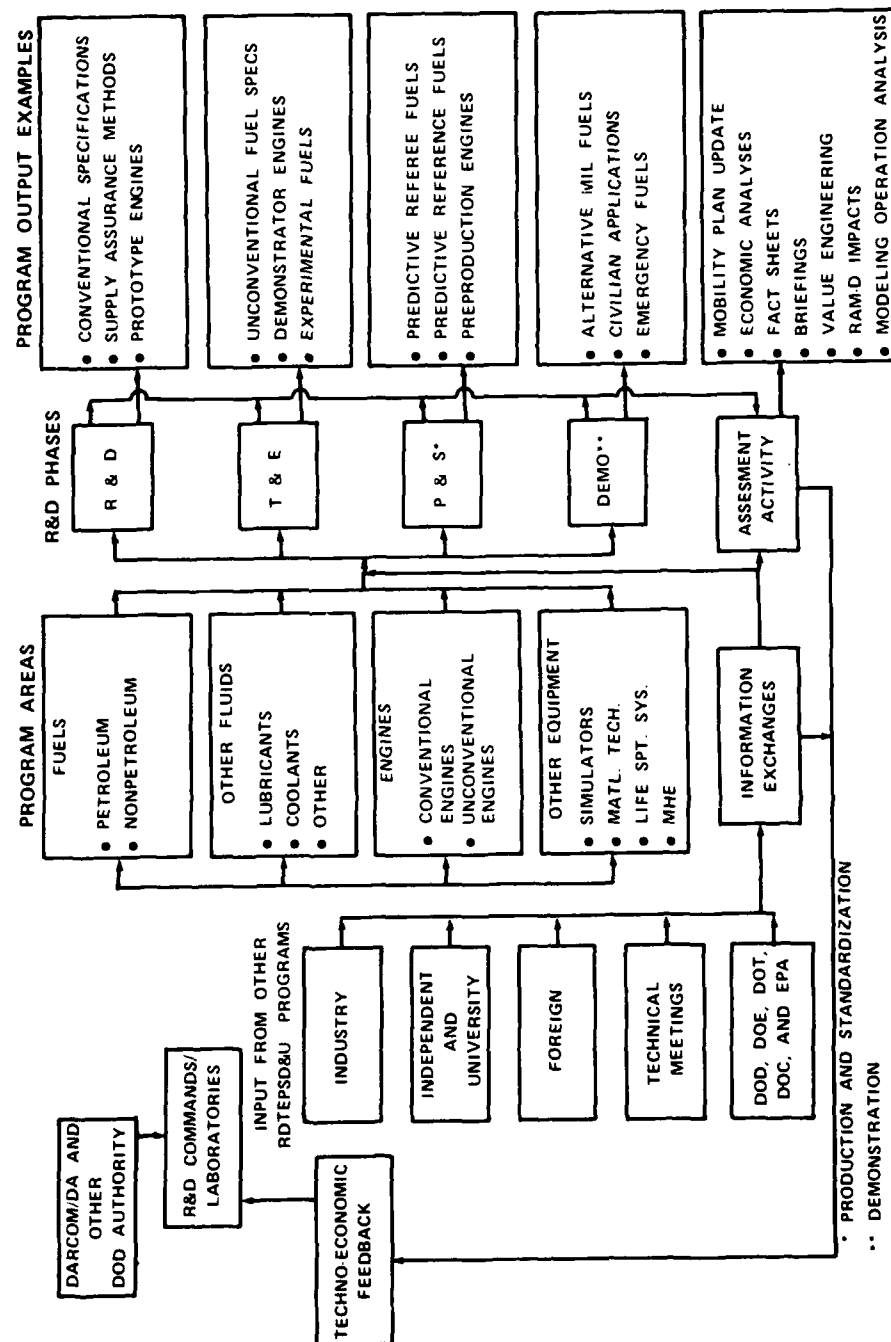 DARCOM/DA AND
OTHER
DOD AUTHORITY
R&D COMMANDS/
LABORATORIES
TECHNO-ECONOMIC
FEEDBACK
INPUT FROM OTHER
RDTEPSD&U PROGRAMS
INDUSTRY
INDEPENDENT
AND
UNIVERSITY
FOREIGN
TECHNICAL
MEETINGS
DOD, DOE, DOT,
DOC, AND EPA
PROGRAM AREAS
FUELS
• PETROLEUM
• NONPETROLEUM
OTHER FLUIDS
• LUBRICANTS
• COOLANTS
• OTHER
ENGINES
• CONVENTIONAL
ENGINES
• UNCONVENTIONAL
ENGINES
OTHER EQUIPMENT
• SIMULATORS
• MATL. TECH.
• LIFE SPT. SYS.
• MHE
INFORMATION
EXCHANGES
R&D PHASES
R & D
T & E
P & S*
DEMO**
ASSESMENT
ACTIVITY
PROGRAM OUTPUT EXAMPLES
• CONVENTIONAL SPECIFICATIONS
• SUPPLY ASSURANCE METHODS
• PROTOTYPE ENGINES
• UNCONVENTIONAL FUEL SPECS
• DEMONSTRATOR ENGINES
• EXPERIMENTAL FUELS
• PREDICTIVE REFEREE FUELS
• PREDICTIVE REFERENCE FUELS
• PREPRODUCTION ENGINES
• ALTERNATIVE MIL FUELS
• CIVILIAN APPLICATIONS
• EMERGENCY FUELS
• MOBILITY PLAN UPDATE
• ECONOMIC ANALYSES
• FACT SHEETS
• BRIEFINGS
• VALUE ENGINEERING
• RAM-D IMPACTS
• MODELING OPERATION ANALYSIS
* PRODUCTION AND STANDARDIZATION
** DEMONSTRATION